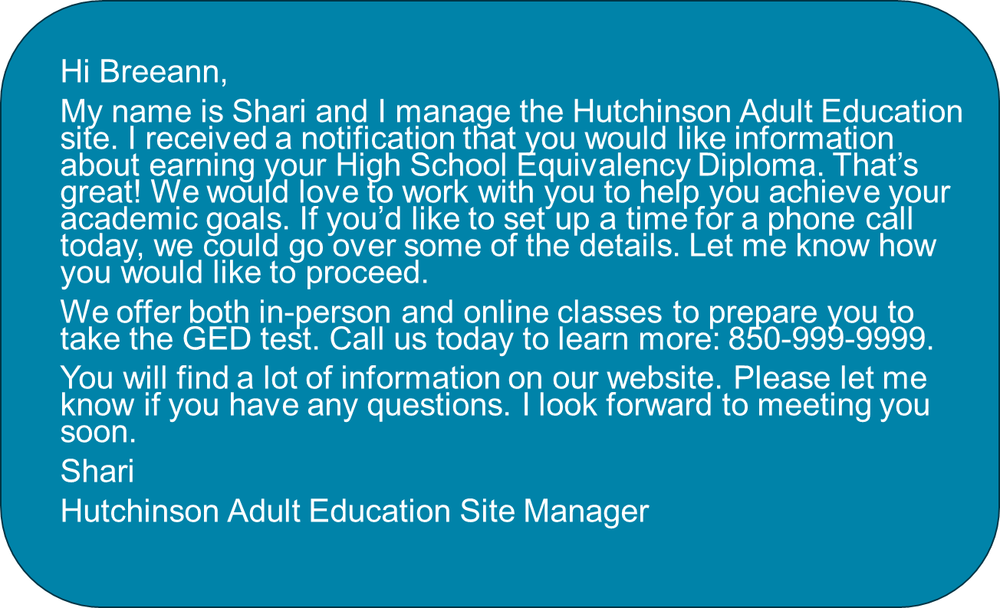 Hi Breeann,
My name is Shari and I manage the Hutchinson Adult Education
site. I received a notification that you would like information
about earning your High School Equivalency Diploma. That’s
great! We would love to work with you to help you achieve your
academic goals. If you’d like to set up a time for a phone call
today, we could go over some of the details. Let me know how
you would like to proceed.
We offer both in-person and online classes to prepare you to
take the GED test. Call us today to learn more: 850-999-9999.
You will find a lot of information on our website. Please let me
know if you have any questions. I look forward to meeting you
soon.
Shari
Hutchinson Adult Education Site Manager